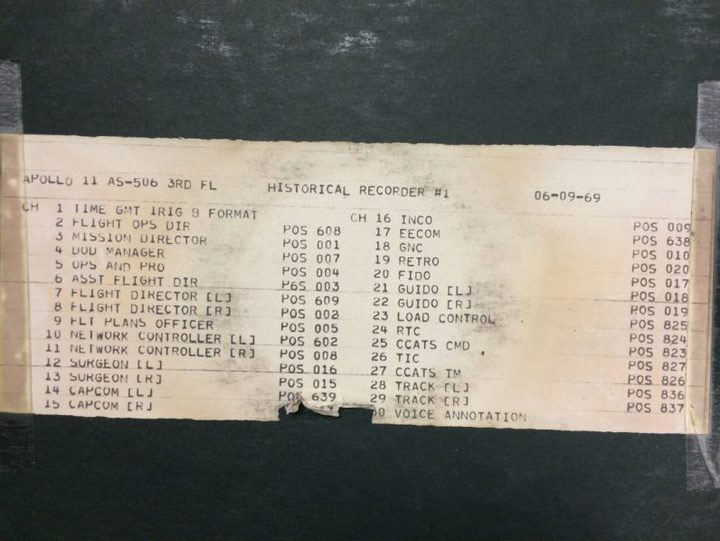 APOLLO 11 AS-506 3RD FL HISTORICAL RECORDER #1 06-09-69
CH 1 TIME GMT IRIG B FORMAT CH 16 INCO POS 009
2 FLIGHT OPS DIR POS 608 17 EECOM POS 638
3 MISSION DIRECTOR POS 001 18 GNC POS 010
4 DOD MANAGER POS 007 19 RETRO POS 020
5 OPS AND PRO POS 004 20 FIDO POS 017
6 ASST FLIGHT DIR POS 003 21 GUIDO [L] POS 018
7 FLIGHT DIRECTOR [L] POS 609 22 GUIDO [R] POS 019
8 FLIGHT DIRECTOR [R] POS 002 23 LOAD CONTROL POS 825
9 FLT PLANS OFFICER POS 005 24 RTC POS 824
10 NETWORK CONTROLLER [L] POS 602 25 CCATS CMD POS 823
11 NETWORK CONTROLLER [R] POS 008 26 TIC POS 827
12 SURGEON [L] POS 016 27 CCATS TM POS 826
13 SURGEON [R] POS 015 28 TRACK [L] POS 836
14 CAPCOM [L] POS 639 29 TRACK [R] POS 837
15 CAPCOM [R] VOICE ANNOTATION